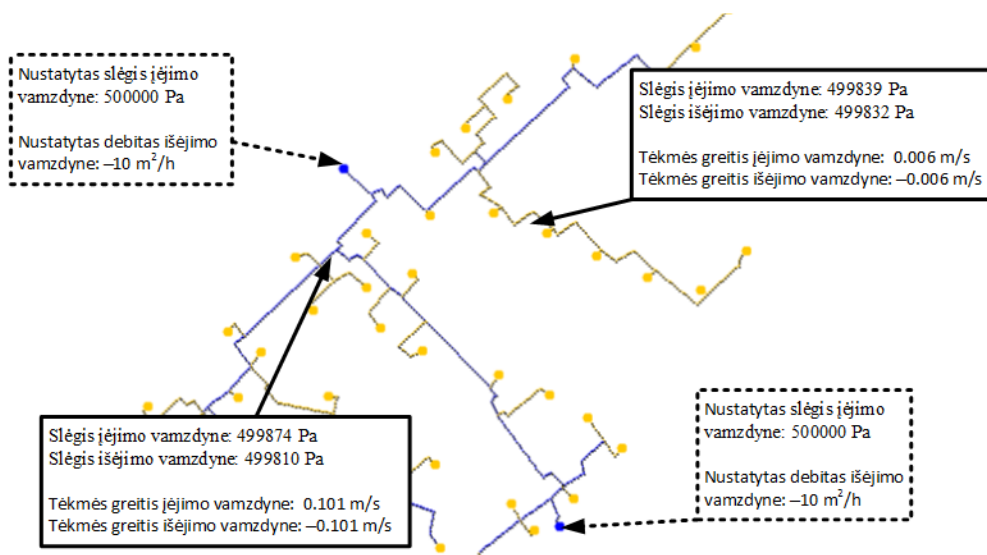 Nustatytas slėgis įėjimo
vamzdyne: 500000 Pa
Nustatytas debitas išėjimo
vamzdyne: –10 m²/h
Slėgis įėjimo vamzdyne: 499839 Pa
Slėgis išėjimo vamzdyne: 499832 Pa
Tėkmės greitis įėjimo vamzdyne: 0.006 m/s
Tėkmės greitis išėjimo vamzdyne: –0.006 m/s
Slėgis įėjimo vamzdyne: 499874 Pa
Slėgis išėjimo vamzdyne: 499810 Pa
Tėkmės greitis įėjimo vamzdyne: 0.101 m/s
Tėkmės greitis išėjimo vamzdyne: –0.101 m/s
Nustatytas slėgis įėjimo
vamzdyne: 500000 Pa
Nustatytas debitas išėjimo
vamzdyne: –10 m²/h